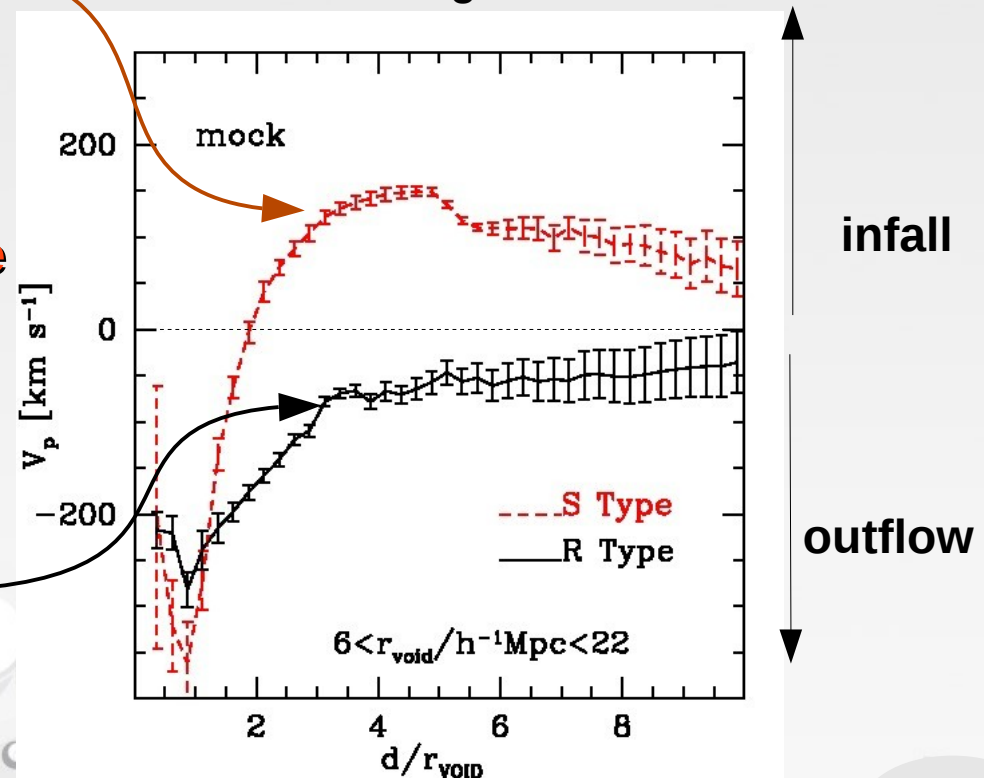 mock
200
0
−200
V_p [km s⁻¹]
S Type
R Type
6<r_void/h⁻¹Mpc<22
2 4 6 8
d/r_VOID
infall
outflow